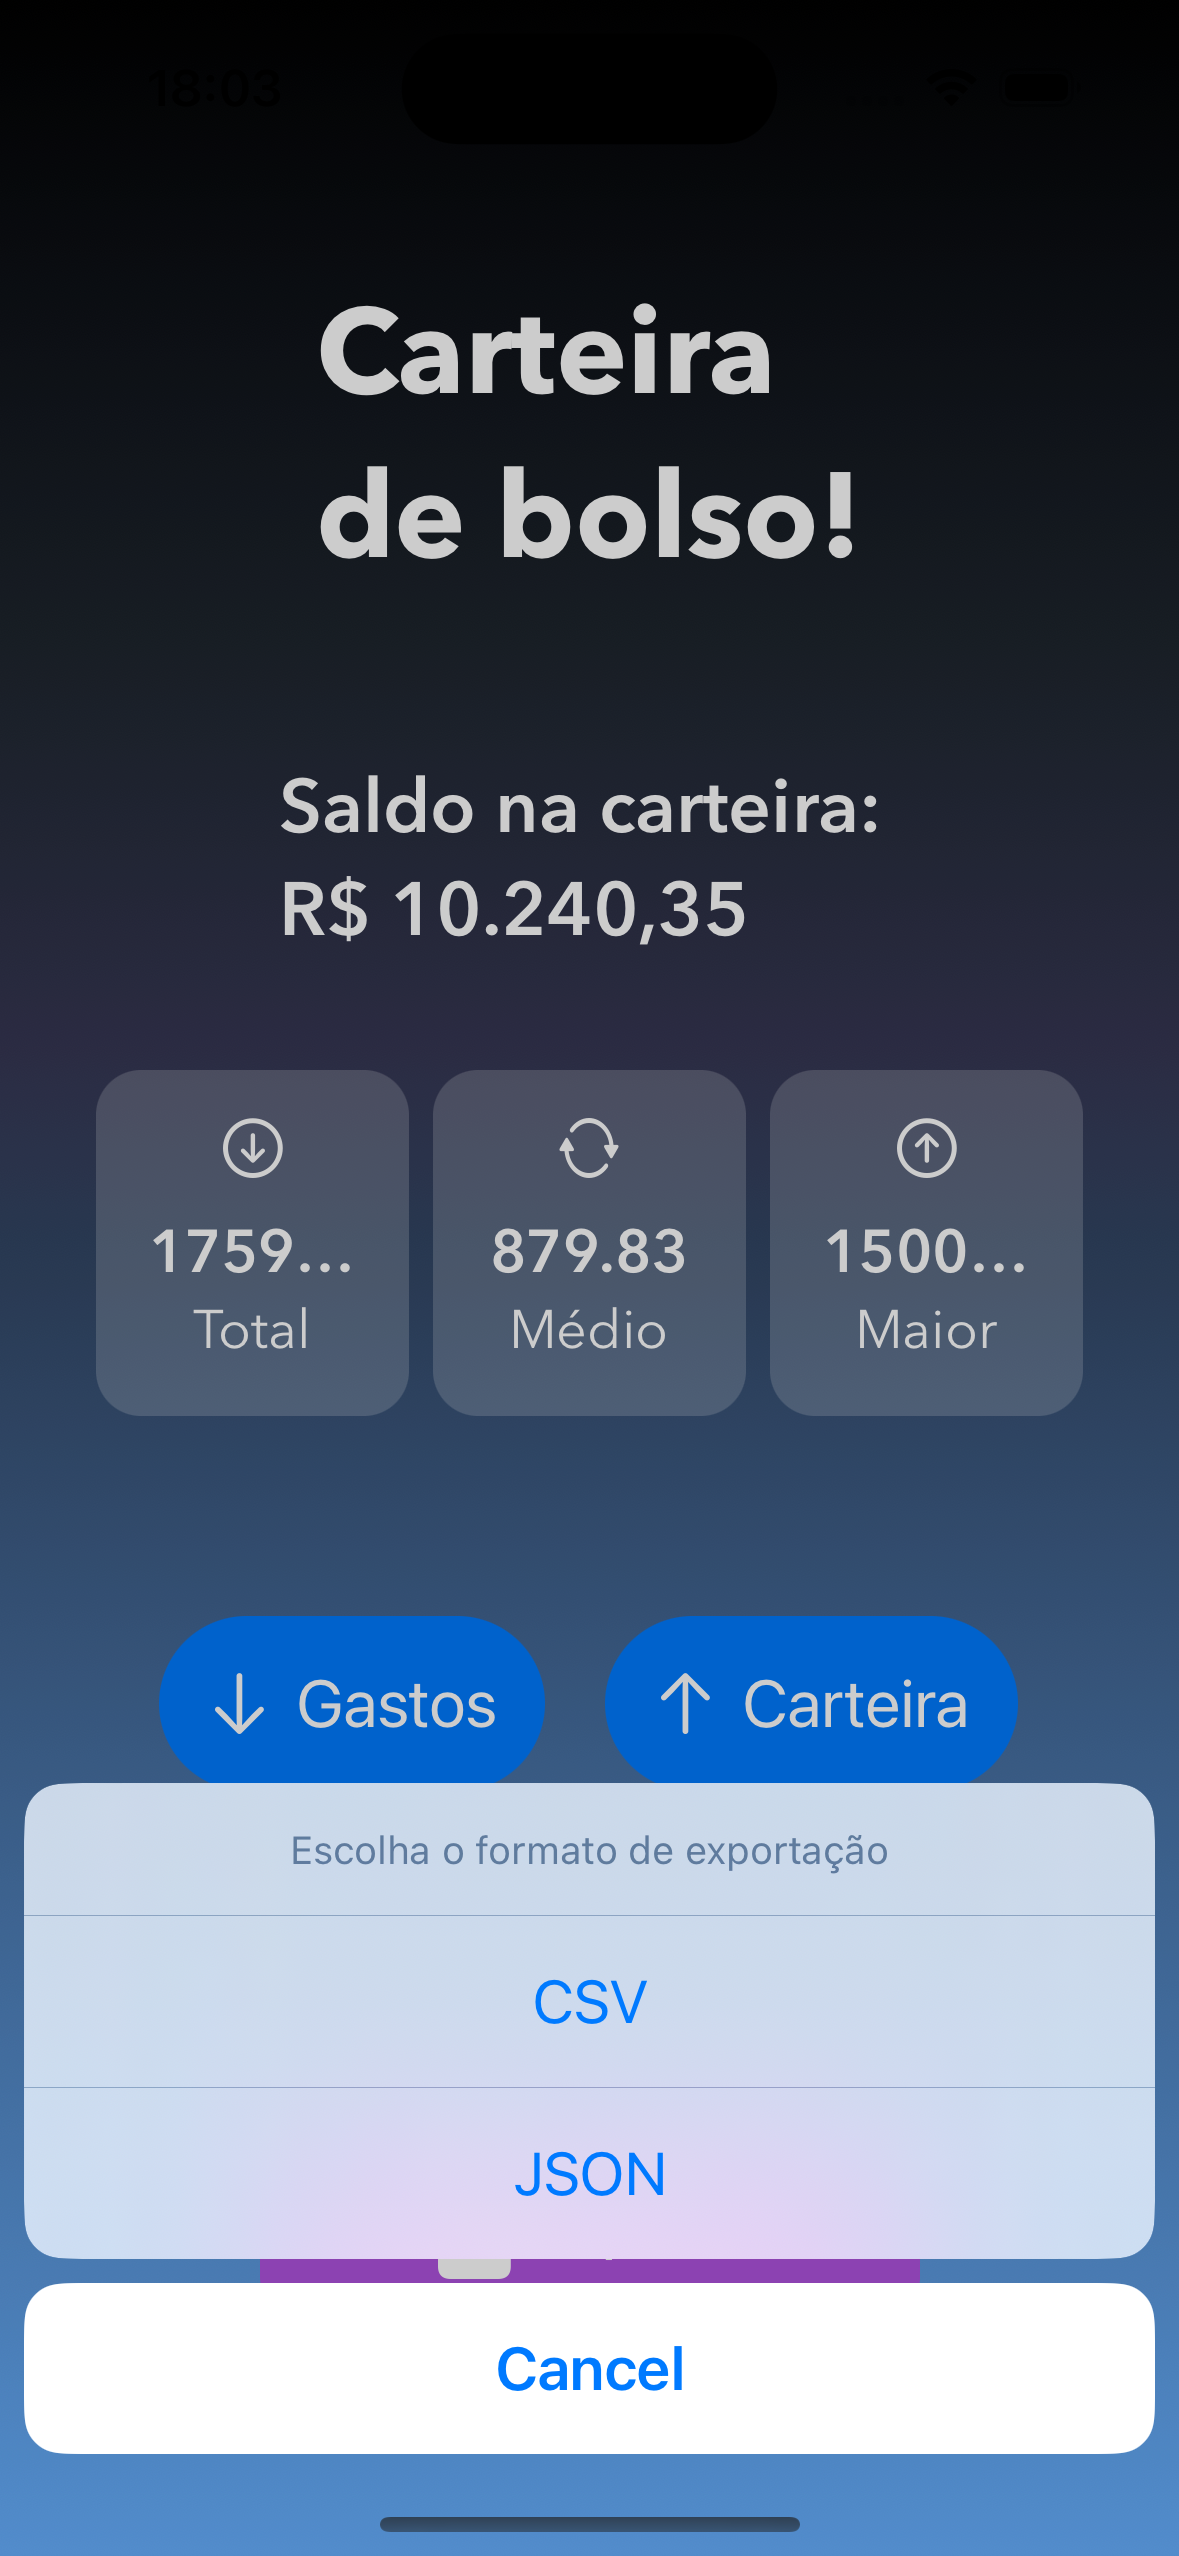 18:03
Carteira
de bolso!
Saldo na carteira:
R$ 10.240,35
1759... 879.83 1500...
Total Médio Maior
Gastos Carteira
Escolha o formato de exportação
CSV
JSON
Cancel